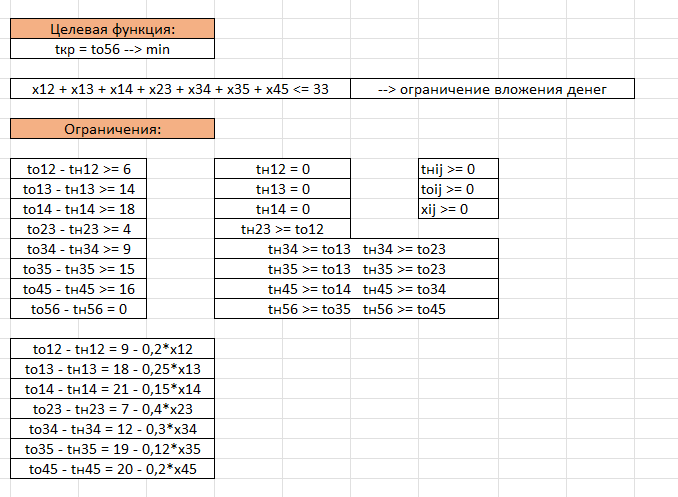 Целевая функция:
tкр = tо56 --> min
x12 + x13 + x14 + x23 + x34 + x35 + x45 <= 33 --> ограничение вложения денег
Ограничения:
tо12 - tн12 >= 6 tн12 = 0 tнij >= 0
tо13 - tн13 >= 14 tн13 = 0 tоij >= 0
tо14 - tн14 >= 18 tн14 = 0 xij >= 0
tо23 - tн23 >= 4 tн23 >= tо12
tо34 - tн34 >= 9 tн34 >= tо13 tн34 >= tо23
tо35 - tн35 >= 15 tн35 >= tо13 tн35 >= tо23
tо45 - tн45 >= 16 tн45 >= tо14 tн45 >= tо34
tо56 - tн56 = 0 tн56 >= tо35 tн56 >= tо45
tо12 - tн12 = 9 - 0,2*x12
tо13 - tн13 = 18 - 0,25*x13
tо14 - tн14 = 21 - 0,15*x14
tо23 - tн23 = 7 - 0,4*x23
tо34 - tн34 = 12 - 0,3*x34
tо35 - tн35 = 19 - 0,12*x35
tо45 - tн45 = 20 - 0,2*x45